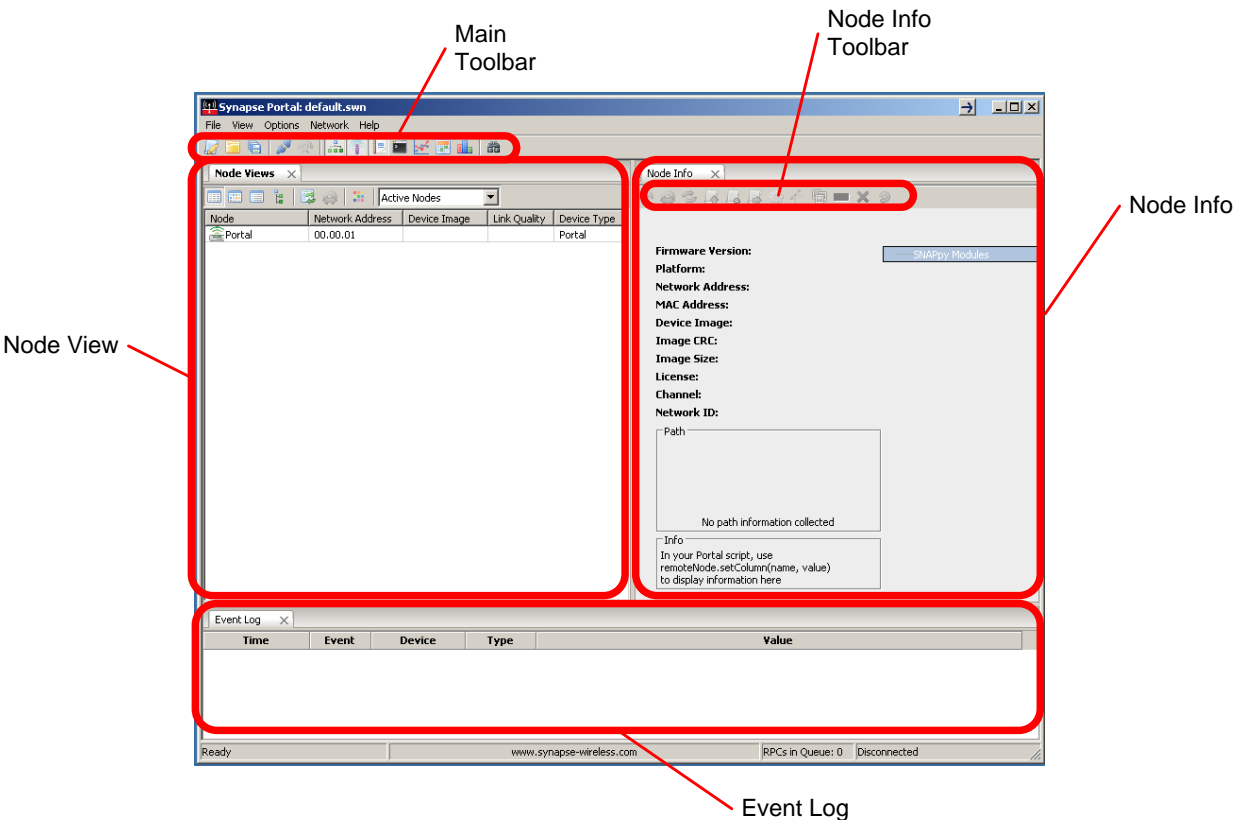 Main
Toolbar
Node Info
Toolbar
Synapse Portal: default.swn
File View Options Network Help
Node Views
Active Nodes
Node Network Address Device Image Link Quality Device Type
Portal 00.00.01 Portal
Node View
Node Info
Firmware Version:
Platform:
Network Address:
MAC Address:
Device Image:
Image CRC:
Image Size:
License:
Channel:
Network ID:
SNAPpy Modules
Path
No path information collected
Info
In your Portal script, use
remoteNode.setColumn(name, value)
to display information here
Node Info
Event Log
Time Event Device Type Value
Ready www.synapse-wireless.com RPCs in Queue: 0 Disconnected
Event Log